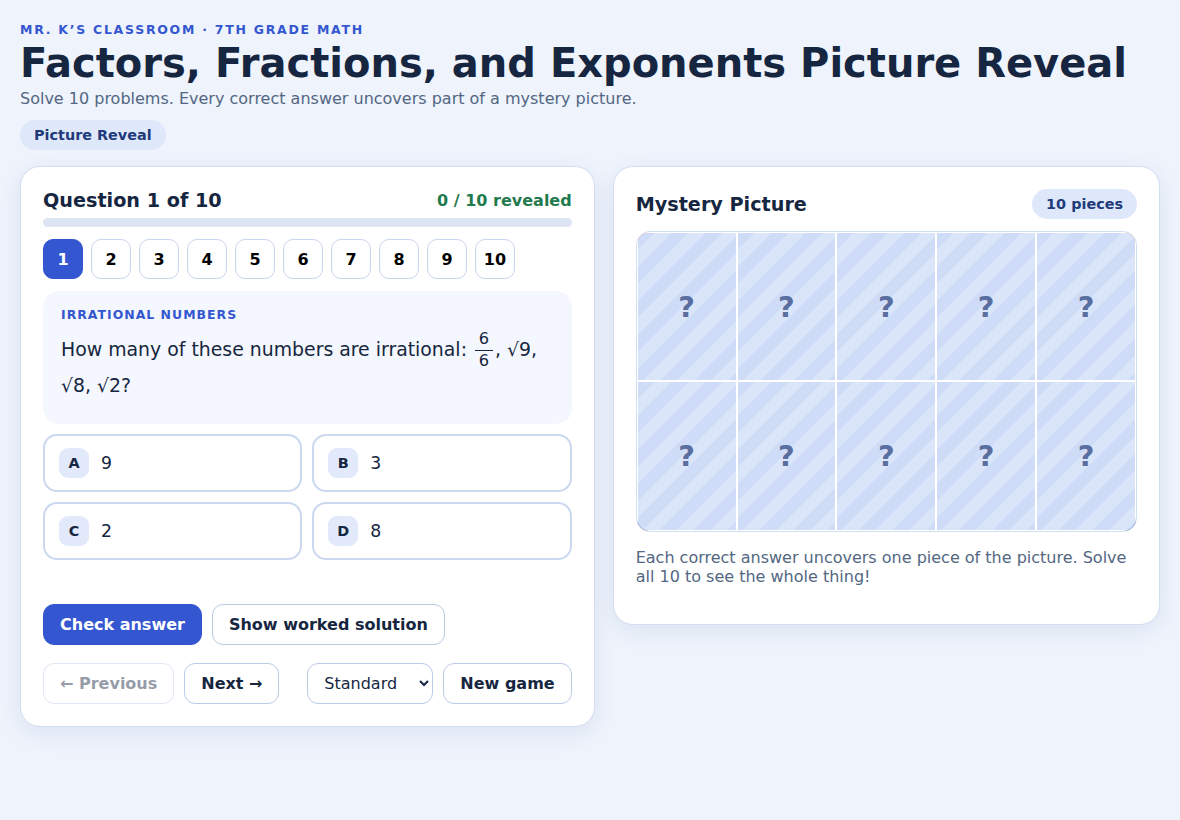 MR. K’S CLASSROOM · 7TH GRADE MATH
Factors, Fractions, and Exponents Picture Reveal
Solve 10 problems. Every correct answer uncovers part of a mystery picture.
Picture Reveal
Question 1 of 10
0 / 10 revealed
1 2 3 4 5 6 7 8 9 10
IRRATIONAL NUMBERS
How many of these numbers are irrational: 6/6, √9,
√8, √2?
A 9
B 3
C 2
D 8
Check answer
Show worked solution
← Previous
Next →
Standard
New game
Mystery Picture
10 pieces
? ? ? ? ?
? ? ? ? ?
Each correct answer uncovers one piece of the picture. Solve
all 10 to see the whole thing!